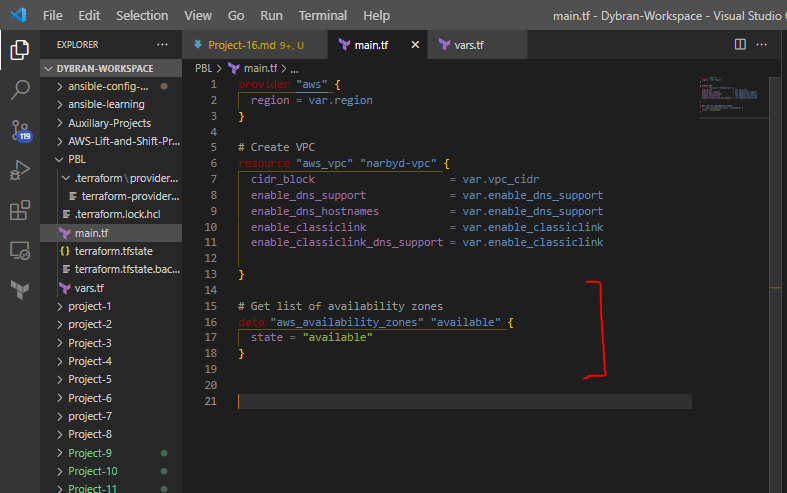 File Edit Selection View Go Run Terminal Help
main.tf - Dybran-Workspace - Visual Studio
EXPLORER
DYBRAN-WORKSPACE
ansible-config-...
ansible-learning
Auxillary-Projects
AWS-Lift-and-Shift-Pr...
PBL
.terraform\provider...
terraform-provider...
.terraform.lock.hcl
main.tf
terraform.tfstate
terraform.tfstate.bac...
vars.tf
project-1
project-2
Project-3
Project-4
Project-5
Project-6
project-7
Project-8
Project-9
Project-10
Project-11
119
Project-16.md 9+, U
main.tf
vars.tf
PBL > main.tf > ...
1 provider "aws" {
2 region = var.region
3 }
4
5 # Create VPC
6 resource "aws_vpc" "narbyd-vpc" {
7 cidr_block = var.vpc_cidr
8 enable_dns_support = var.enable_dns_support
9 enable_dns_hostnames = var.enable_dns_support
10 enable_classiclink = var.enable_classiclink
11 enable_classiclink_dns_support = var.enable_classiclink
12
13 }
14
15 # Get list of availability zones
16 data "aws_availability_zones" "available" {
17 state = "available"
18 }
19
20
21